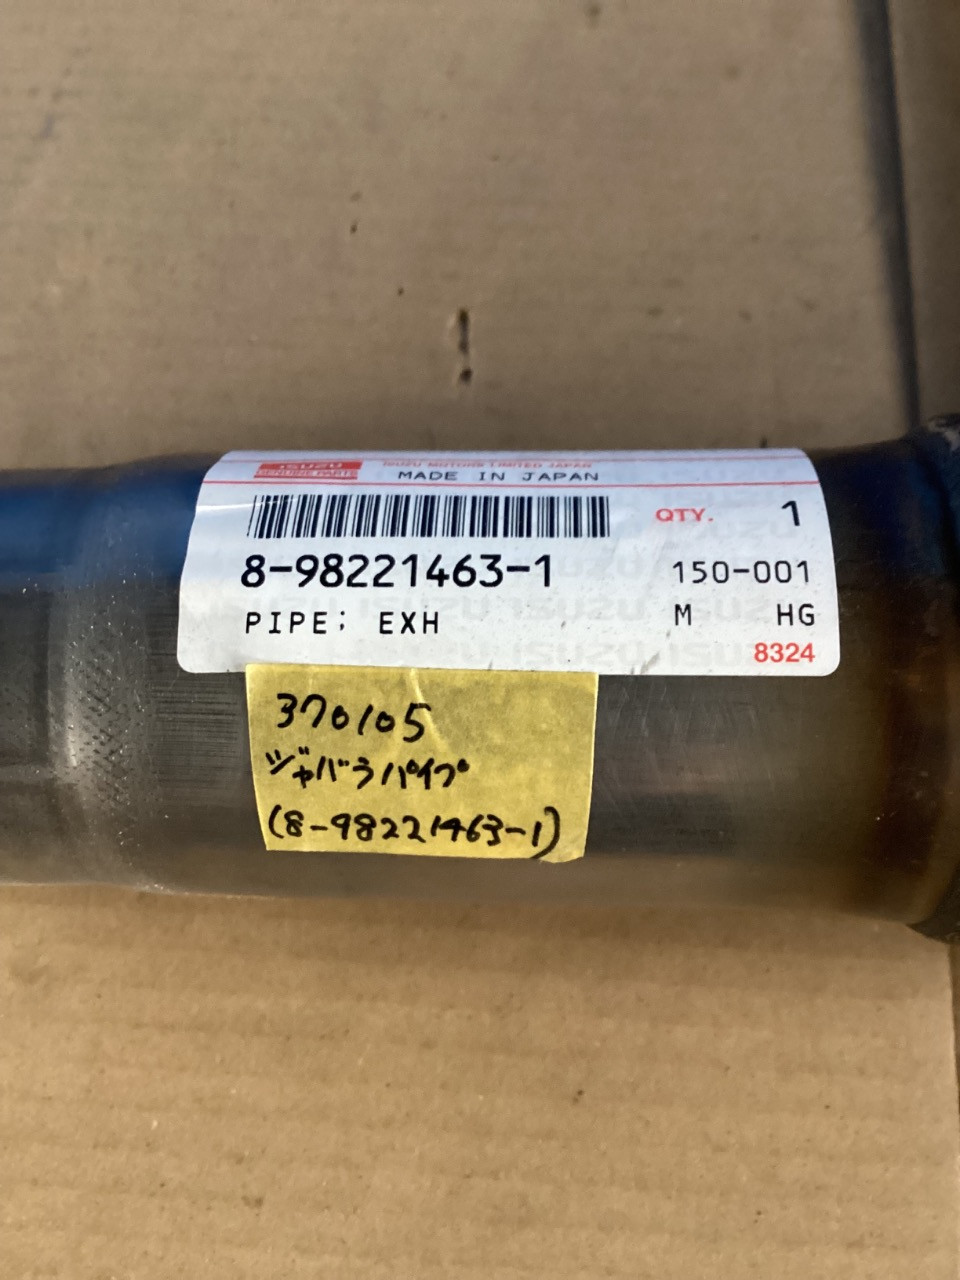 ISUZU
GENUINE PARTS
ISUZU MOTORS LIMITED JAPAN
MADE IN JAPAN
QTY. 1
8-98221463-1 150-001
PIPE; EXH M HG
8324
370105
ジャバラパイプ
(8-98221463-1)